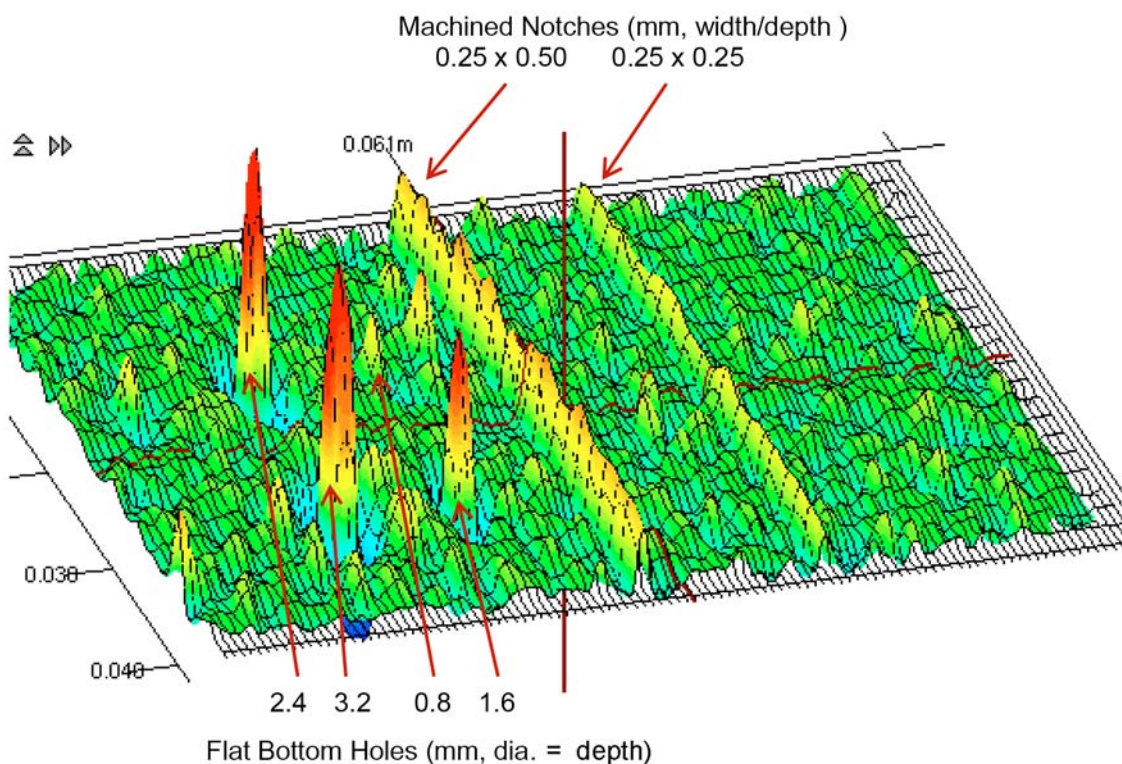 Machined Notches (mm, width/depth )
0.25 x 0.50 0.25 x 0.25
0.061m
0.030
0.040
2.4 3.2 0.8 1.6
Flat Bottom Holes (mm, dia. = depth)